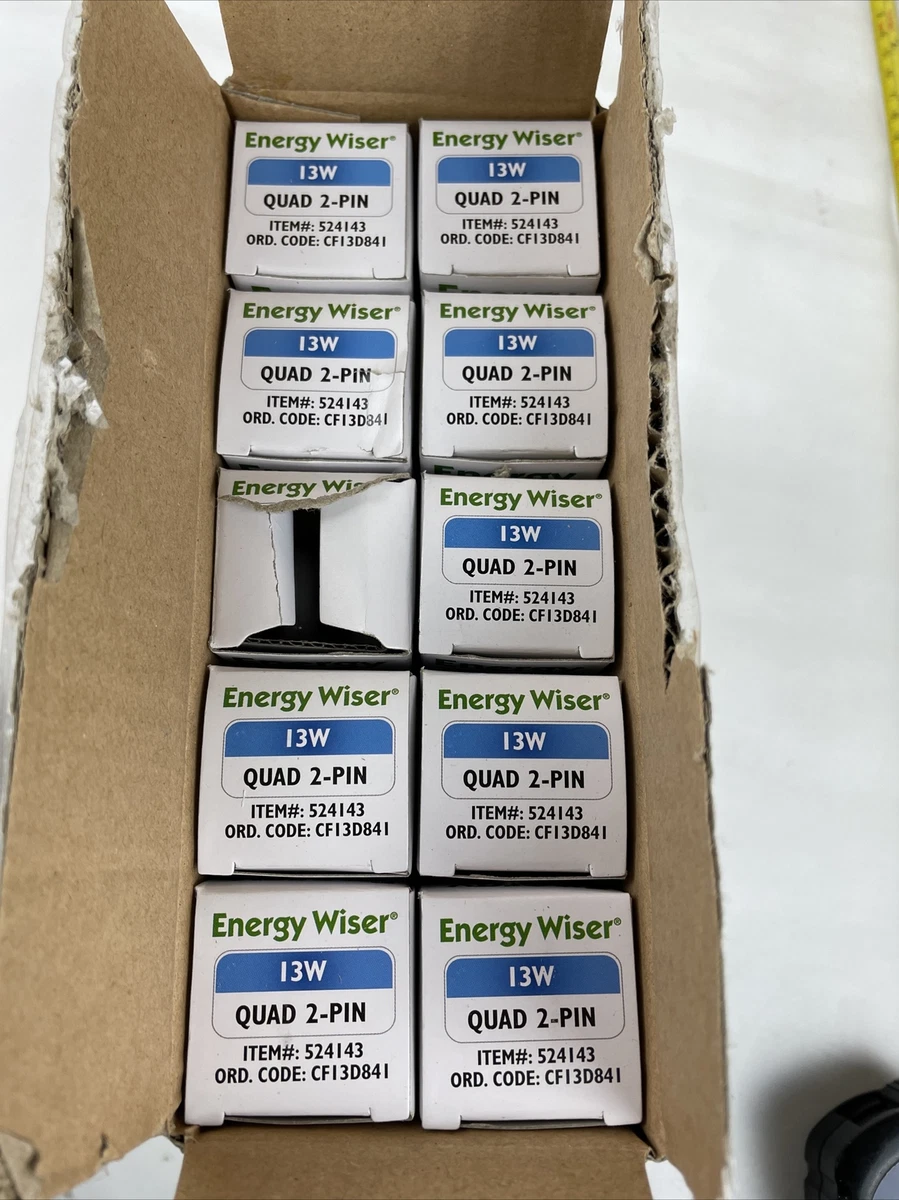 Energy Wiser®
13W
QUAD 2-PIN
ITEM#: 524143
ORD. CODE: CF13D841
Energy Wiser®
13W
QUAD 2-PIN
ITEM#: 524143
ORD. CODE: CF13D841
Energy Wiser®
13W
QUAD 2-PIN
ITEM#: 524143
ORD. CODE: CF13D841
Energy Wiser®
13W
QUAD 2-PIN
ITEM#: 524143
ORD. CODE: CF13D841
Energy
Energy Wiser®
13W
QUAD 2-PIN
ITEM#: 524143
ORD. CODE: CF13D841
Energy Wiser®
13W
QUAD 2-PIN
ITEM#: 524143
ORD. CODE: CF13D841
Energy Wiser®
13W
QUAD 2-PIN
ITEM#: 524143
ORD. CODE: CF13D841
Energy Wiser®
13W
QUAD 2-PIN
ITEM#: 524143
ORD. CODE: CF13D841
Energy Wiser®
13W
QUAD 2-PIN
ITEM#: 524143
ORD. CODE: CF13D841